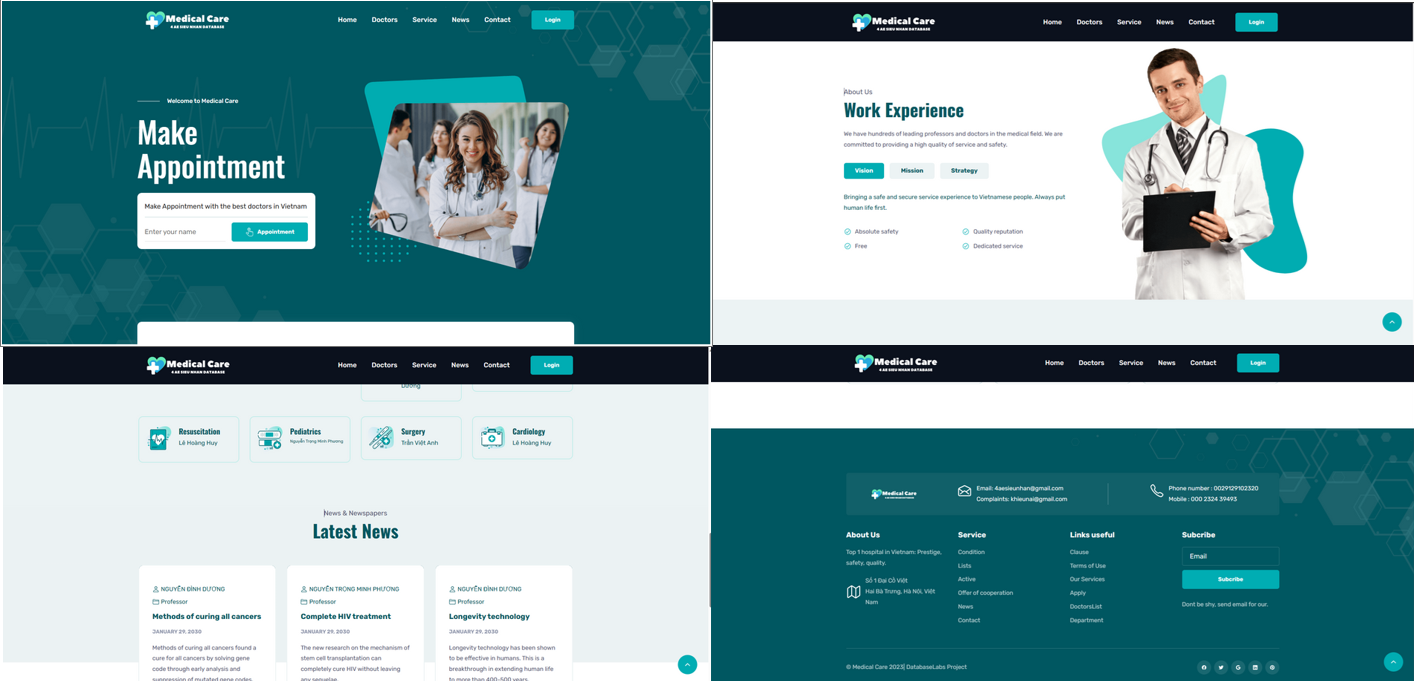 Medical Care
4 AE SIEU NHAN DATABASE
Home Doctors Service News Contact Login
Welcome to Medical Care
Make
Appointment
Make Appointment with the best doctors in Vietnam
Enter your name Appointment
Medical Care
4 AE SIEU NHAN DATABASE
Home Doctors Service News Contact Login
About Us
Work Experience
We have hundreds of leading professors and doctors in the medical field. We are
committed to providing a high quality of service and safety.
Vision Mission Strategy
Bringing a safe and secure service experience to Vietnamese people. Always put
human life first.
Absolute safety Quality reputation
Free Dedicated service
Medical Care
4 AE SIEU NHAN DATABASE
Home Doctors Service News Contact Login
Dương
Resuscitation
Lê Hoàng Huy
Pediatrics
Nguyễn Trọng Minh Phương
Surgery
Trần Việt Anh
Cardiology
Lê Hoàng Huy
News & Newspapers
Latest News
NGUYỄN ĐÌNH DƯƠNG
Professor
Methods of curing all cancers
JANUARY 29, 2030
Methods of curing all cancers found a
cure for all cancers by solving gene
code through early analysis and
suppression of mutated gene codes.
NGUYỄN TRỌNG MINH PHƯƠNG
Professor
Complete HIV treatment
JANUARY 29, 2030
The new research on the mechanism of
stem cell transplantation can
completely cure HIV without leaving
any sequelae.
NGUYỄN ĐÌNH DƯƠNG
Professor
Longevity technology
JANUARY 29, 2030
Longevity technology has been shown
to be effective in humans. This is a
breakthrough in extending human life
to more than 400-500 years.
Medical Care
4 AE SIEU NHAN DATABASE
Home Doctors Service News Contact Login
Medical Care
Email: 4aesieunhan@gmail.com
Complaints: khieunai@gmail.com
Phone number : 0029129102320
Mobile : 000 2324 39493
About Us
Top 1 hospital in Vietnam: Prestige,
safety, quality.
Số 1 Đại Cồ Việt
Hai Bà Trưng, Hà Nội, Việt
Nam
Service
Condition
Lists
Active
Offer of cooperation
News
Contact
Links useful
Clause
Terms of Use
Our Services
Apply
DoctorsList
Department
Subcribe
Email
Subcribe
Dont be shy, send email for our.
© Medical Care 2023| DatabaseLabs Project